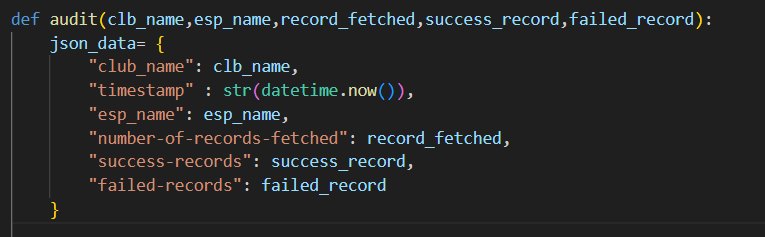 def audit(clb_name,esp_name,record_fetched,success_record,failed_record):
    json_data= {
        "club_name": clb_name,
        "timestamp" : str(datetime.now()),
        "esp_name": esp_name,
        "number-of-records-fetched": record_fetched,
        "success-records": success_record,
        "failed-records": failed_record
    }